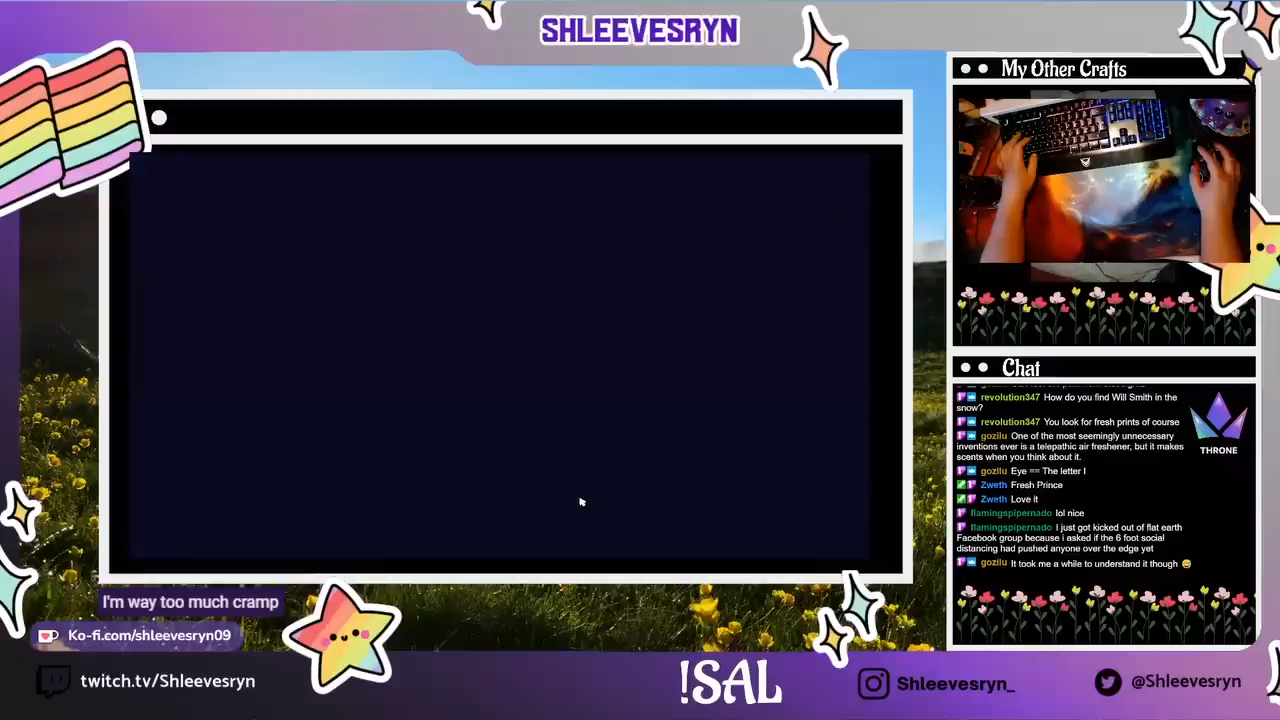 SHLEEVESRYN
My Other Crafts
Chat
revolution347 How do you find Will Smith in the
snow?
revolution347 You look for fresh prints of course
gozilu One of the most seemingly unnecessary
inventions ever is a telepathic air freshener, but it makes
scents when you think about it.
gozilu Eye == The letter I
Zweth Fresh Prince
Zweth Love it
flamingspipernado lol nice
flamingspipernado I just got kicked out of flat earth
Facebook group because i asked if the 6 foot social
distancing had pushed anyone over the edge yet
gozilu It took me a while to understand it though
THRONE
I'm way too much cramp
Ko-fi.com/shleevesryn09
twitch.tv/Shleevesryn
!SAL
Shleevesryn_
@Shleevesryn